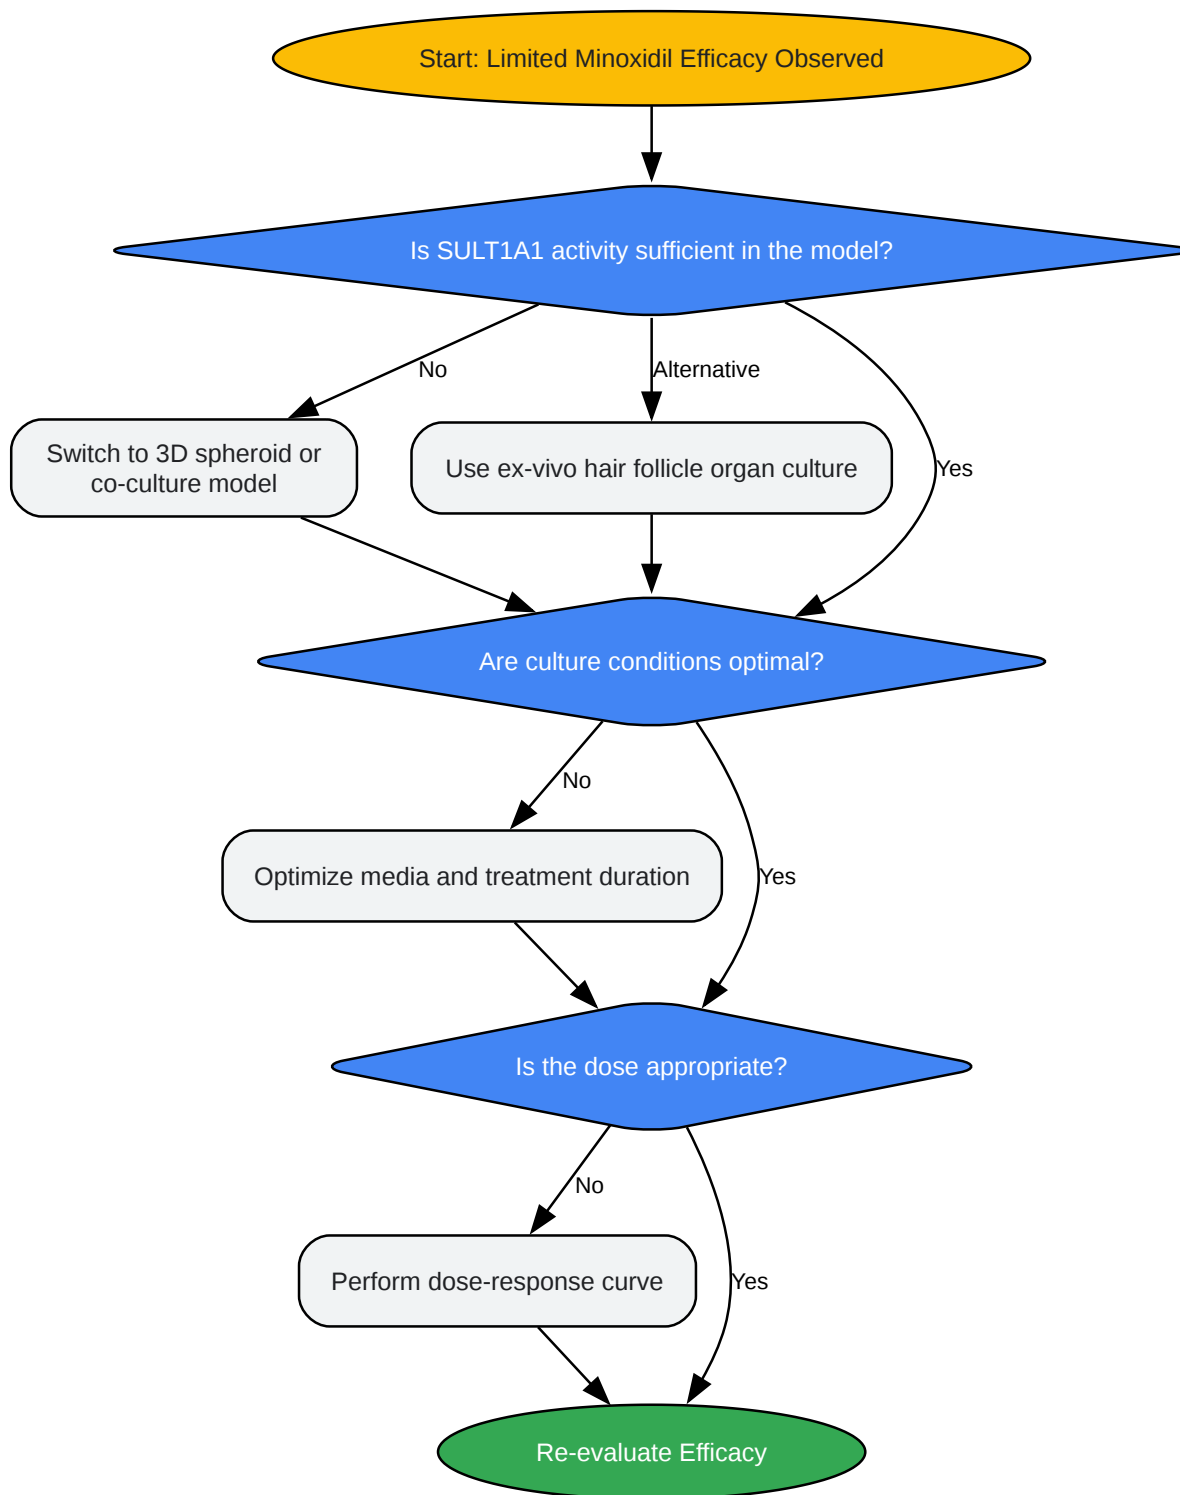 Start: Limited Minoxidil Efficacy Observed
Is SULT1A1 activity sufficient in the model?
No
Alternative
Switch to 3D spheroid or
co-culture model
Use ex-vivo hair follicle organ culture
Yes
Are culture conditions optimal?
No
Optimize media and treatment duration
Yes
Is the dose appropriate?
No
Perform dose-response curve
Yes
Re-evaluate Efficacy